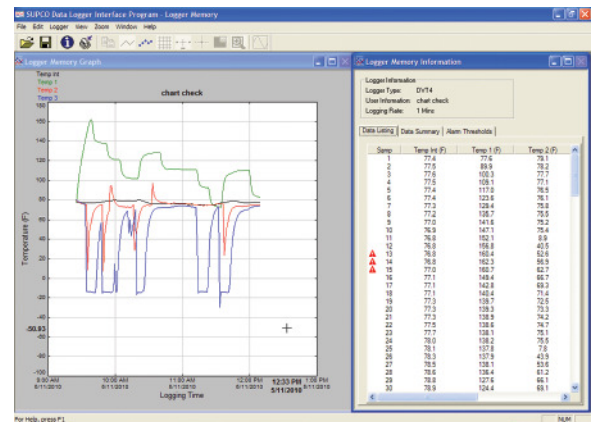 SUPCO Data Logger Interface Program - Logger Memory
File Edit Logger View Zoom Window Help
Logger Memory Graph
Temp Int
Temp 1
Temp 2
Temp 3
chart check
180
160
140
120
100
80
60
40
20
0
-20
-40
-50.93
-60
-80
-100
Temperature (F)
9:00 AM 10:00 AM 11:00 AM 12:00 PM 12:33 PM 1:00 PM
5/11/2010 5/11/2010 5/11/2010 5/11/2010 5/11/2010
Logging Time
Logger Memory Information
Logger Information
Logger Type: DVT4
User Information: chart check
Logging Rate: 1 Mins
Data Listing Data Summary Alarm Thresholds
Samp Temp Int (F) Temp 1 (F) Temp 2 (F)
1 77.4 77.6 79.1
2 77.5 89.9 78.2
3 77.6 100.3 77.7
4 77.5 109.1 77.1
5 77.4 117.0 76.5
6 77.4 123.8 76.1
7 77.3 129.4 75.8
8 77.2 135.7 75.5
9 77.0 141.6 75.2
10 76.9 147.1 75.4
11 76.8 152.1 8.9
12 76.8 156.8 40.5
13 76.8 160.4 52.6
14 76.8 162.3 58.9
15 77.0 160.7 62.7
16 77.1 149.4 66.7
17 77.1 142.8 69.3
18 77.1 140.4 71.4
19 77.3 139.7 72.5
20 77.3 139.3 73.3
21 77.3 138.9 74.2
22 77.5 138.6 74.7
23 77.7 138.1 75.1
24 78.0 138.2 75.5
25 78.1 137.8 7.8
26 78.3 137.9 43.9
27 78.5 138.1 53.6
28 78.6 136.4 61.2
29 78.8 127.6 66.1
30 78.9 124.4 69.1
For Help, press F1
NUM